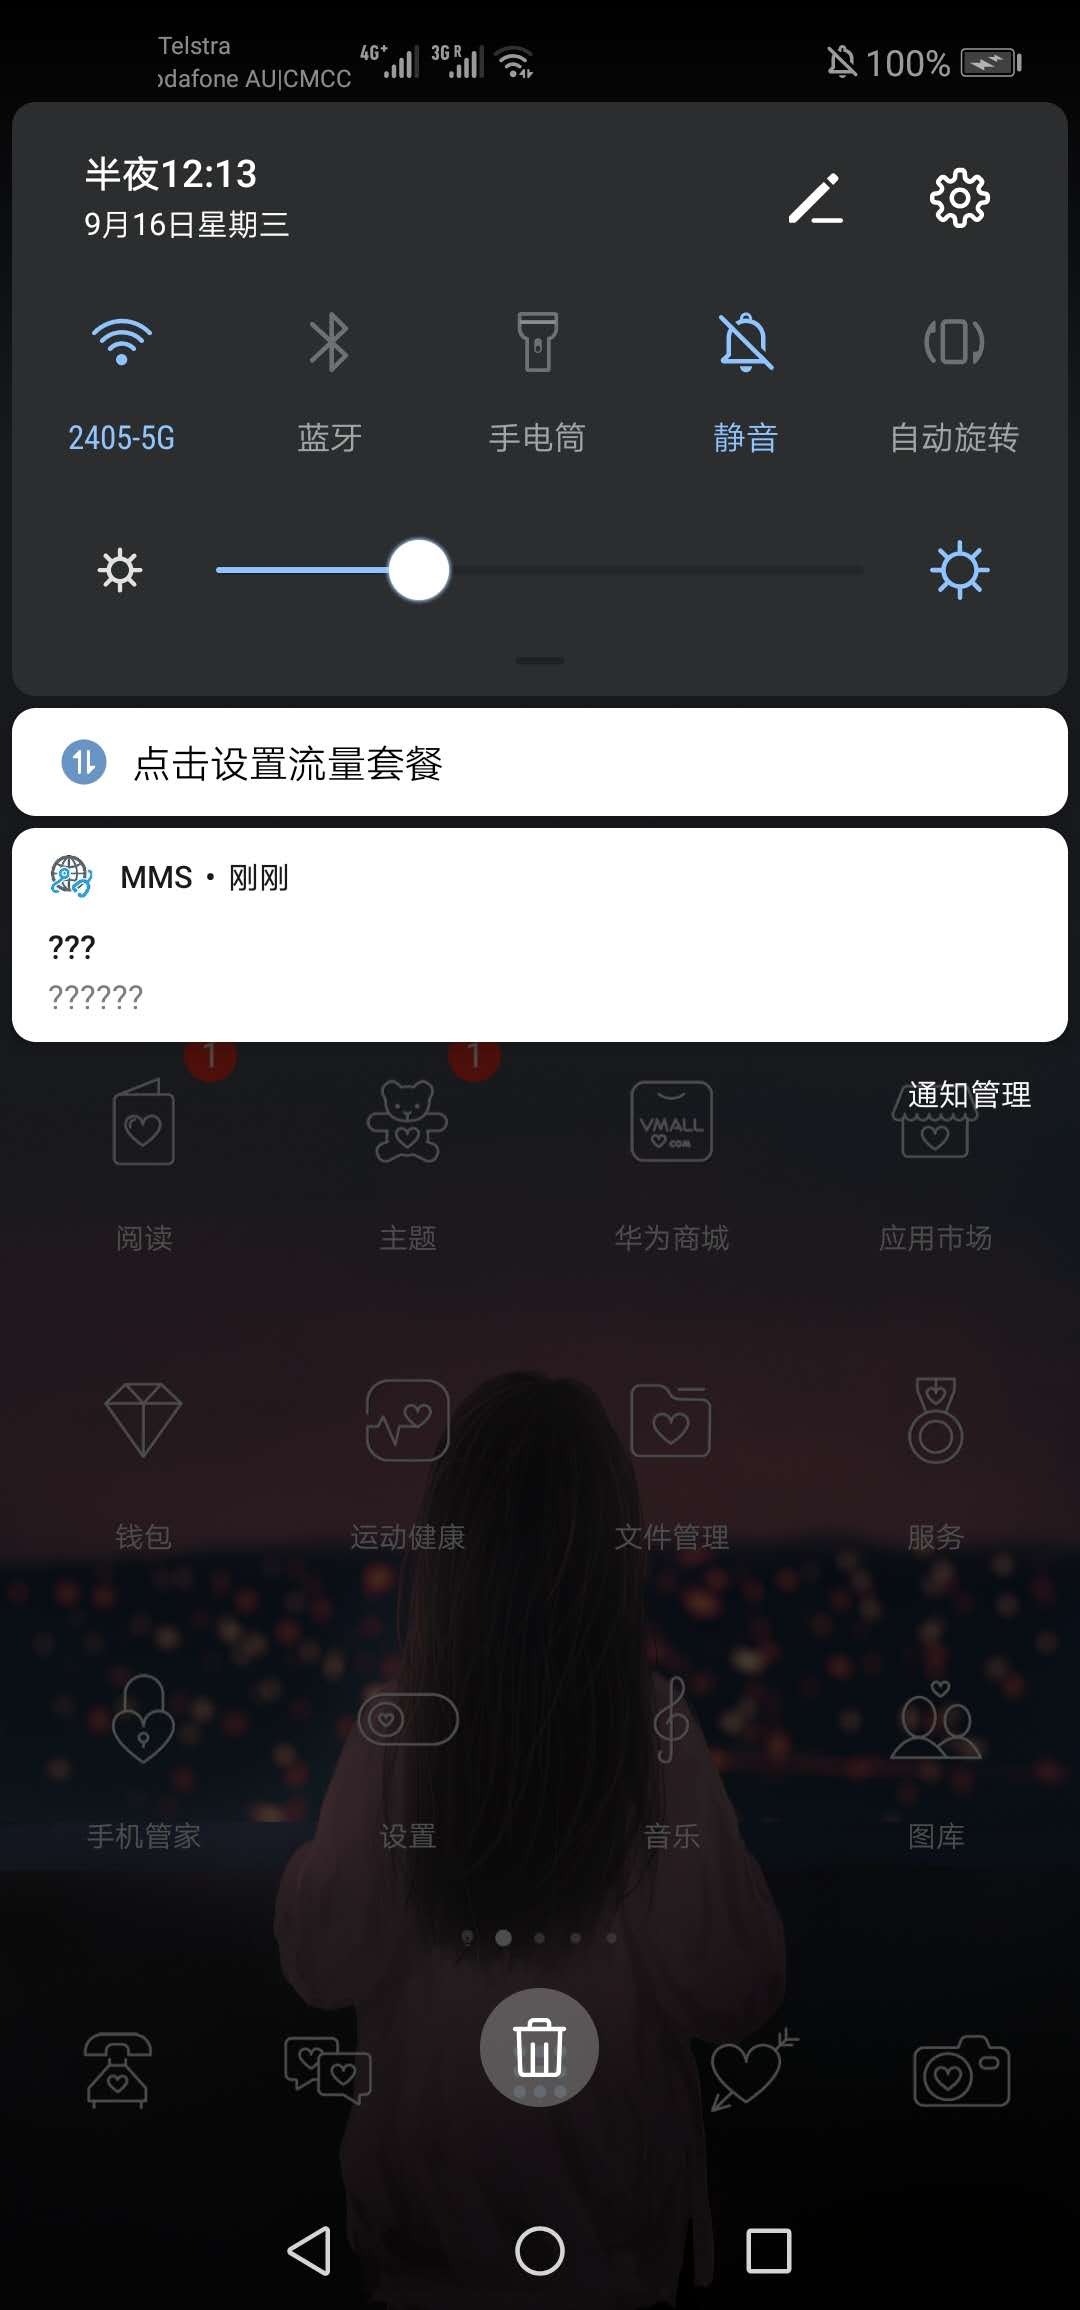 Telstra
odafone AU|CMCC
4G+
3G R
100%
半夜12:13
9月16日星期三
2405-5G
蓝牙
手电筒
静音
自动旋转
点击设置流量套餐
MMS • 刚刚
???
??????
1
1
通知管理
VMALL
.COM
阅读
主题
华为商城
应用市场
钱包
运动健康
文件管理
服务
手机管家
设置
音乐
图库